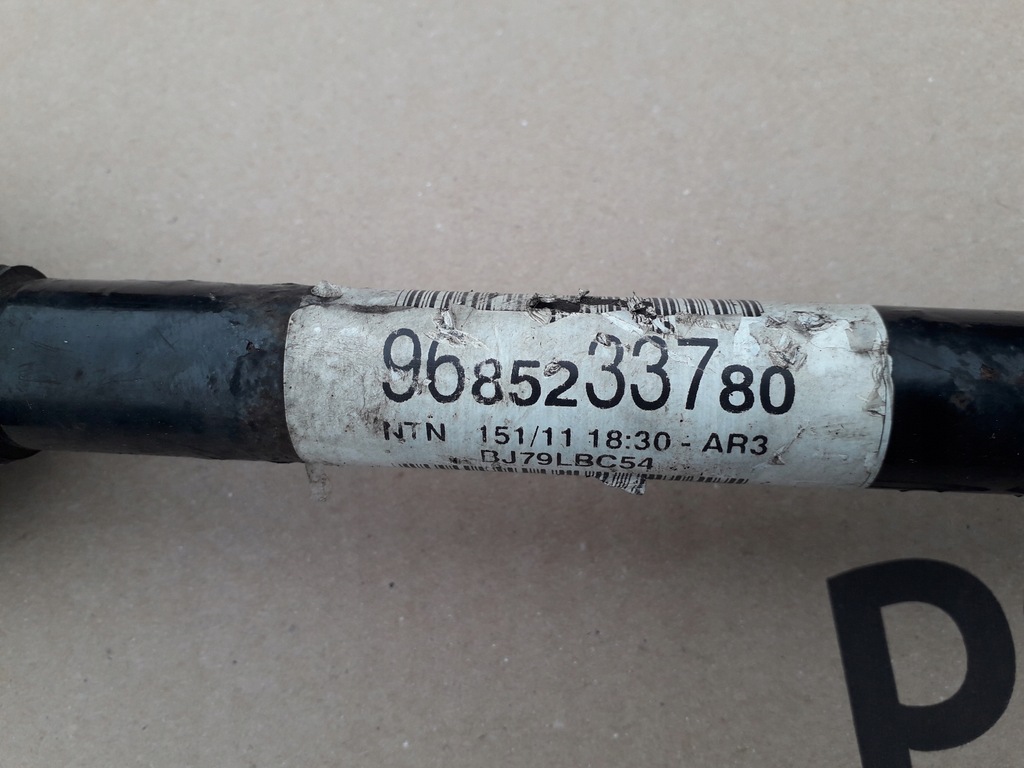 9685233780
NTN 151/11 18:30 - AR3
BJ79LBC54
P